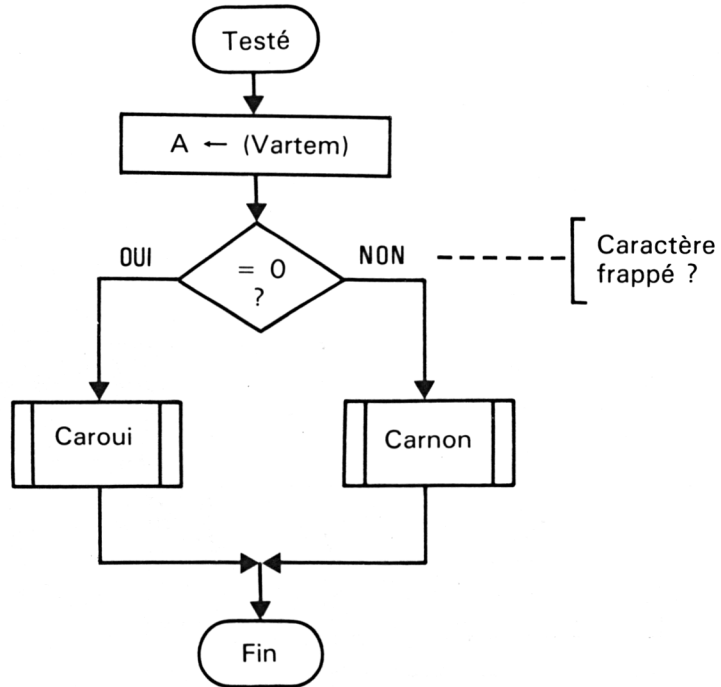 Testé
A ← (Vartem)
OUI
= 0
?
NON
Caractère
frappé ?
Caroui
Carnon
Fin